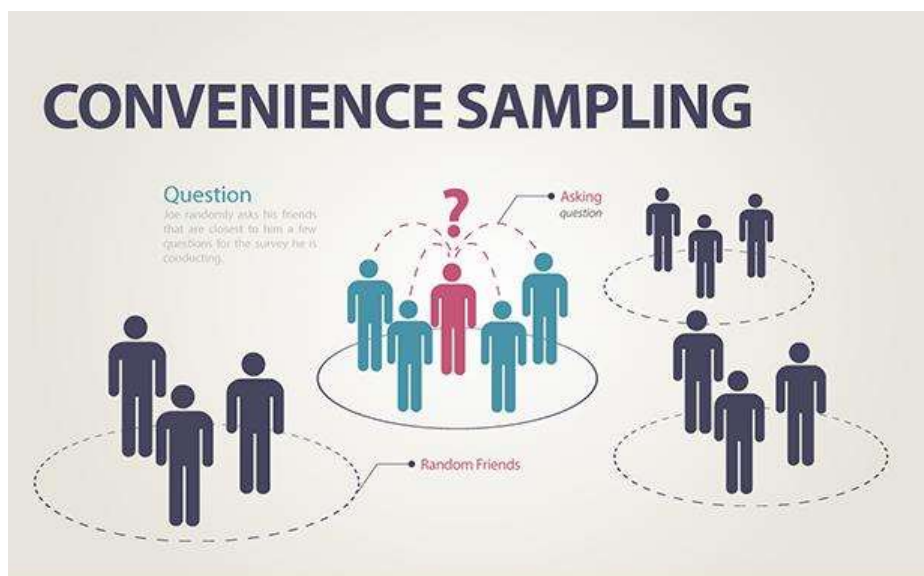 CONVENIENCE SAMPLING
Question
Joe randomly asks his friends
that are closest to him a few
questions for the survey he is
conducting.
?
Asking
question
Random Friends